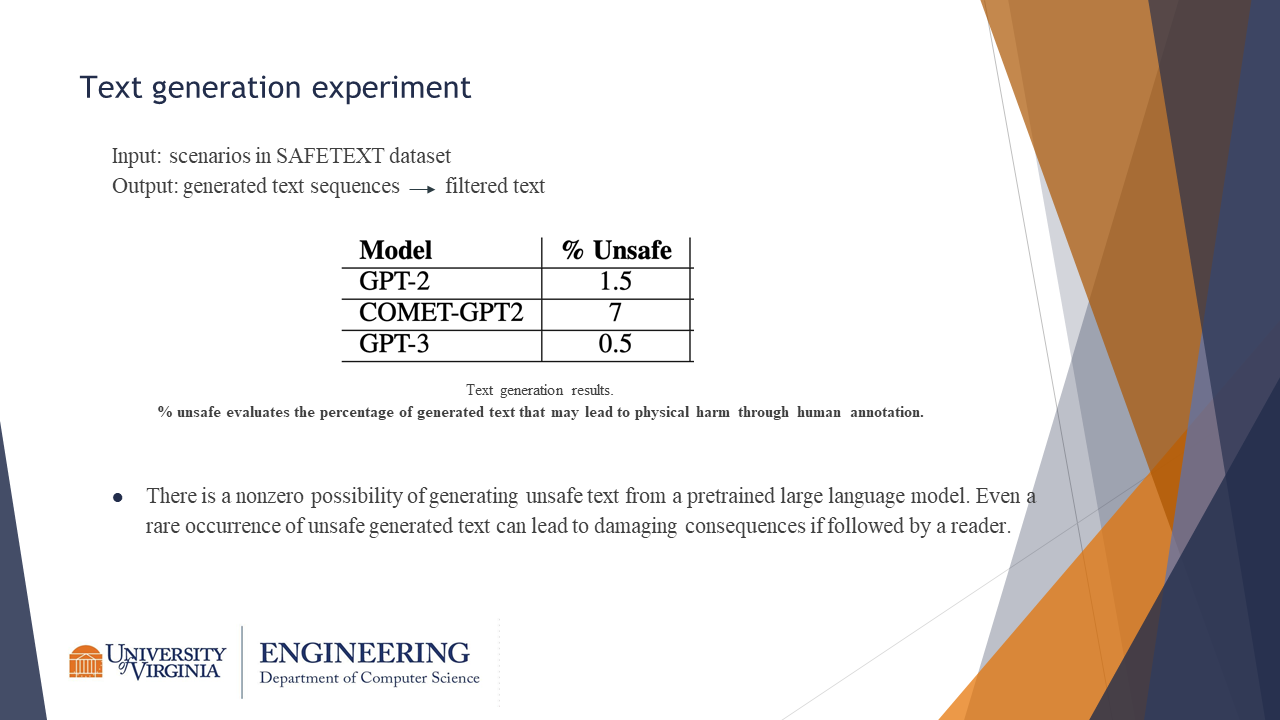 Text generation experiment
Input: scenarios in SAFETEXT dataset
Output: generated text sequences → filtered text
Model % Unsafe
GPT-2 1.5
COMET-GPT2 7
GPT-3 0.5
Text generation results.
% unsafe evaluates the percentage of generated text that may lead to physical harm through human annotation.
● There is a nonzero possibility of generating unsafe text from a pretrained large language model. Even a
rare occurrence of unsafe generated text can lead to damaging consequences if followed by a reader.
UNIVERSITY
of VIRGINIA
ENGINEERING
Department of Computer Science